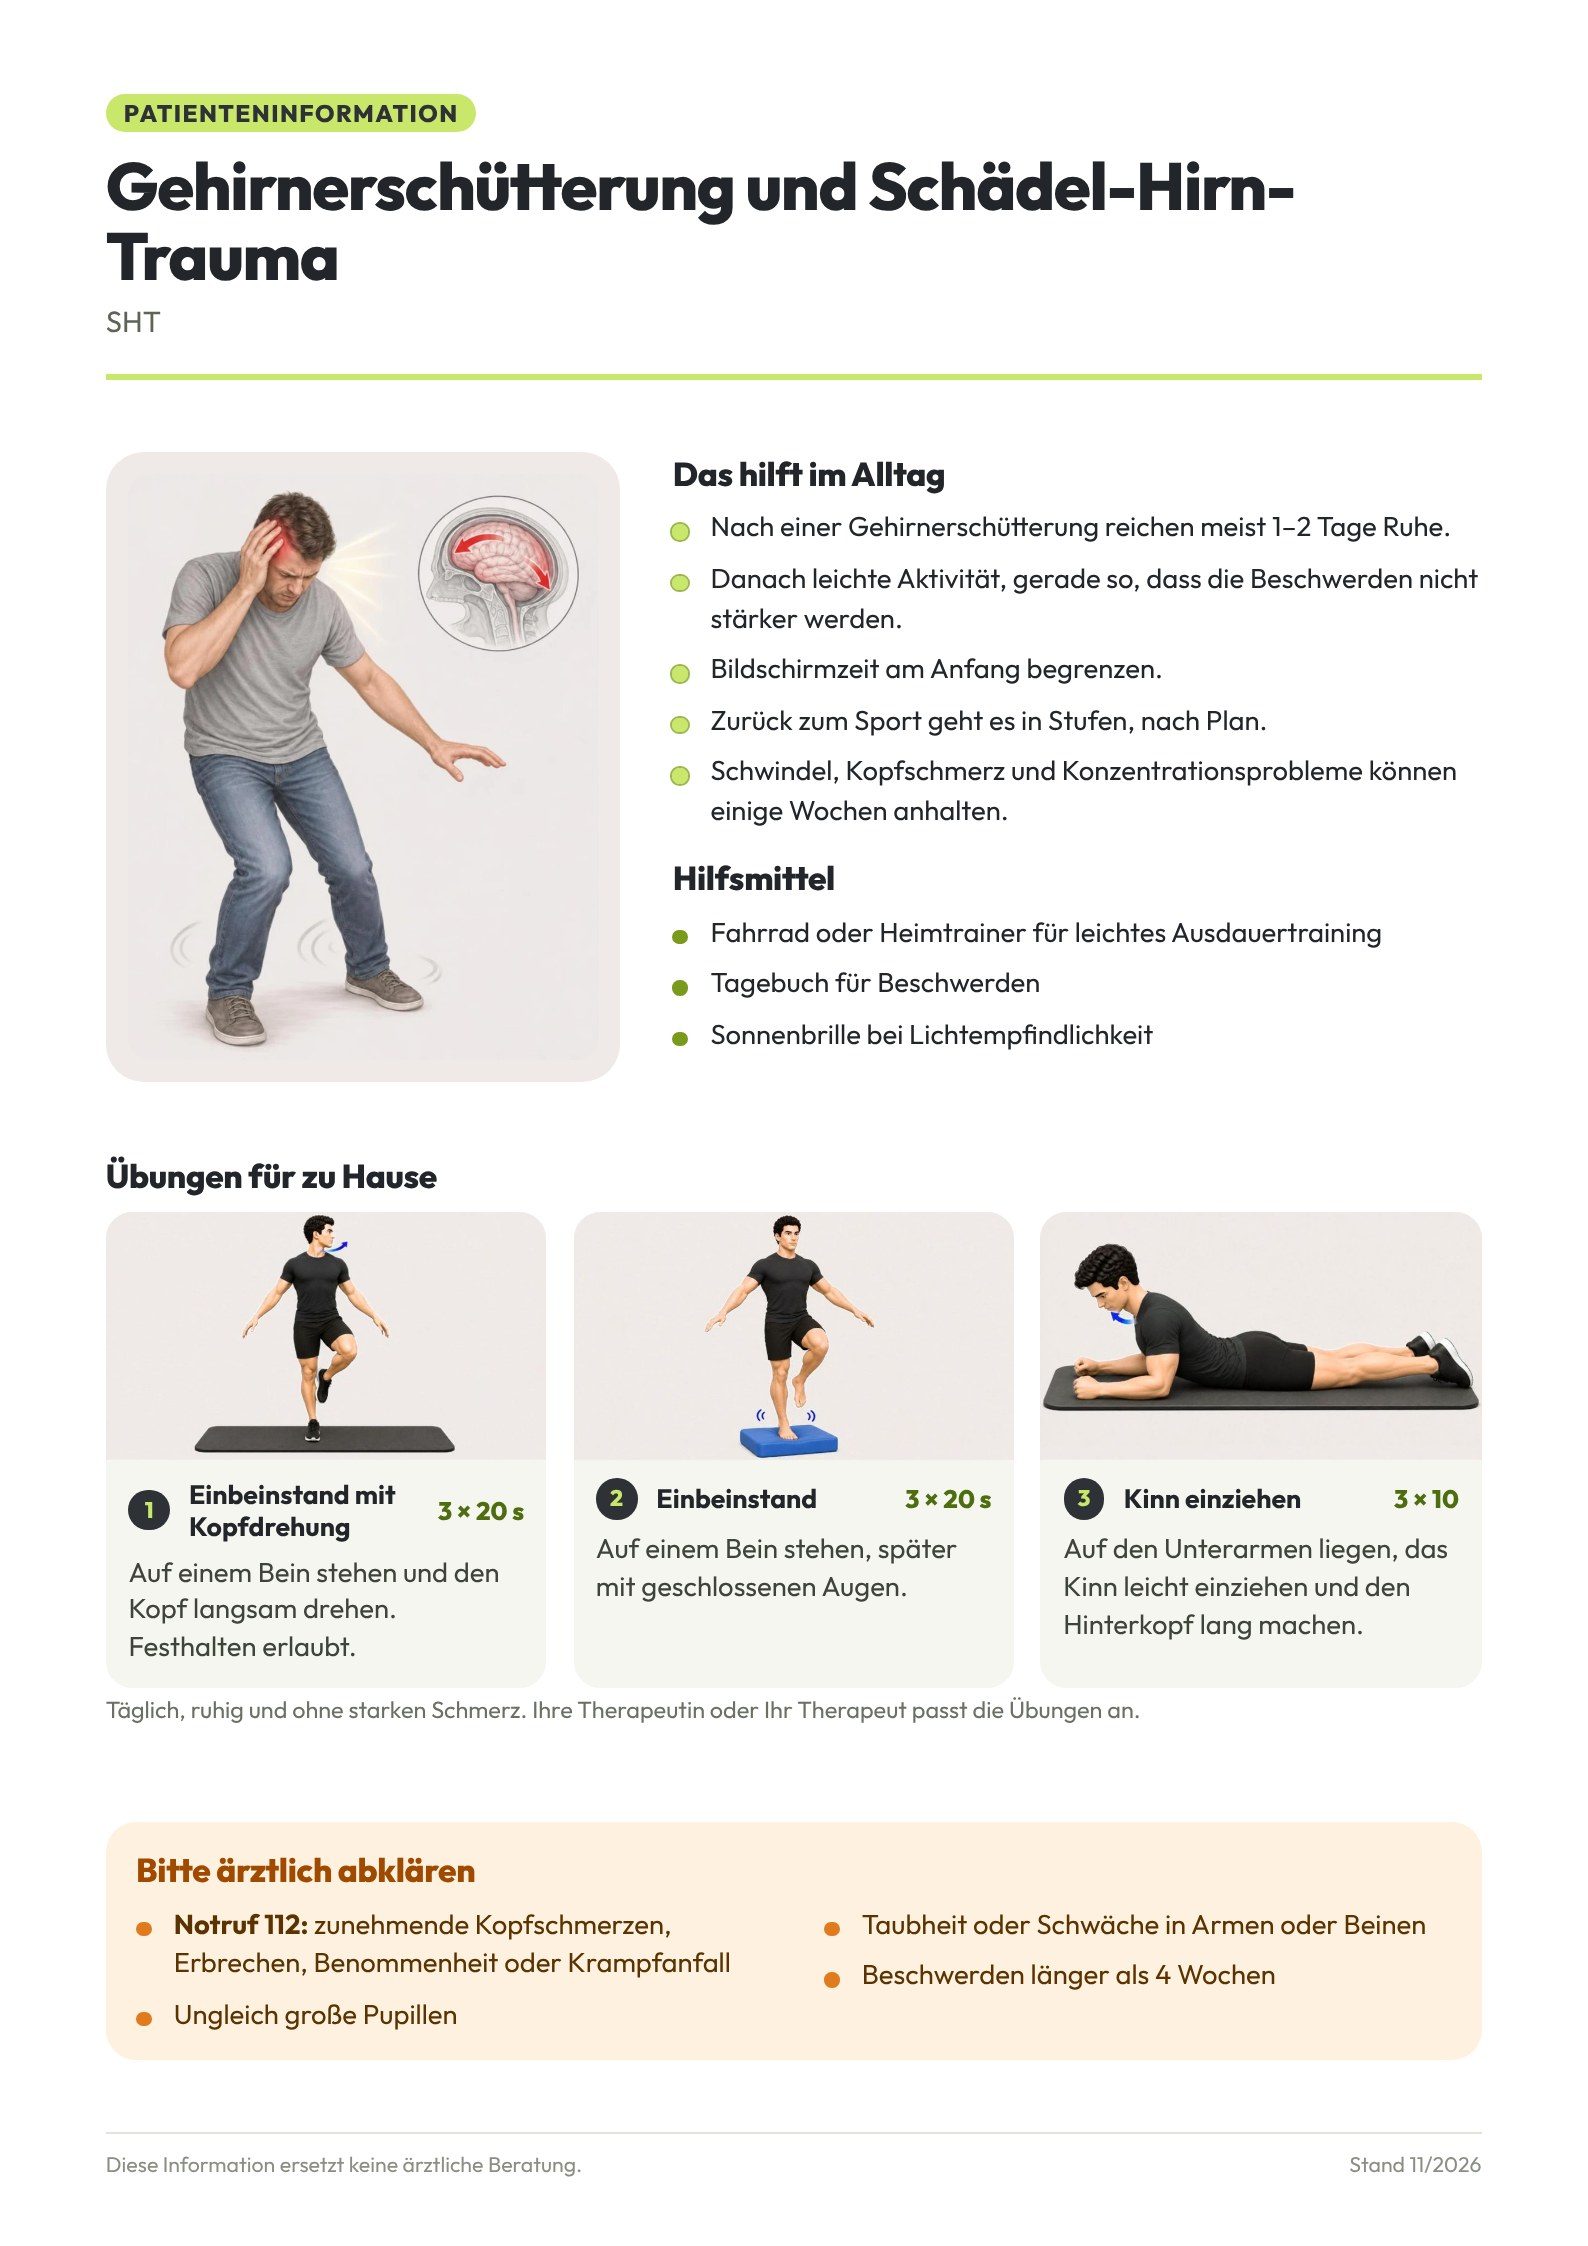 PATIENTENINFORMATION
Gehirnerschütterung und Schädel-Hirn-
Trauma
SHT
Das hilft im Alltag
Nach einer Gehirnerschütterung reichen meist 1–2 Tage Ruhe.
Danach leichte Aktivität, gerade so, dass die Beschwerden nicht
stärker werden.
Bildschirmzeit am Anfang begrenzen.
Zurück zum Sport geht es in Stufen, nach Plan.
Schwindel, Kopfschmerz und Konzentrationsprobleme können
einige Wochen anhalten.
Hilfsmittel
Fahrrad oder Heimtrainer für leichtes Ausdauertraining
Tagebuch für Beschwerden
Sonnenbrille bei Lichtempfindlichkeit
Übungen für zu Hause
1 Einbeinstand mit
Kopfdrehung
3 × 20 s
Auf einem Bein stehen und den
Kopf langsam drehen.
Festhalten erlaubt.
2 Einbeinstand 3 × 20 s
Auf einem Bein stehen, später
mit geschlossenen Augen.
3 Kinn einziehen 3 × 10
Auf den Unterarmen liegen, das
Kinn leicht einziehen und den
Hinterkopf lang machen.
Täglich, ruhig und ohne starken Schmerz. Ihre Therapeutin oder Ihr Therapeut passt die Übungen an.
Bitte ärztlich abklären
Notruf 112: zunehmende Kopfschmerzen,
Erbrechen, Benommenheit oder Krampfanfall
Ungleich große Pupillen
Taubheit oder Schwäche in Armen oder Beinen
Beschwerden länger als 4 Wochen
Diese Information ersetzt keine ärztliche Beratung.
Stand 11/2026